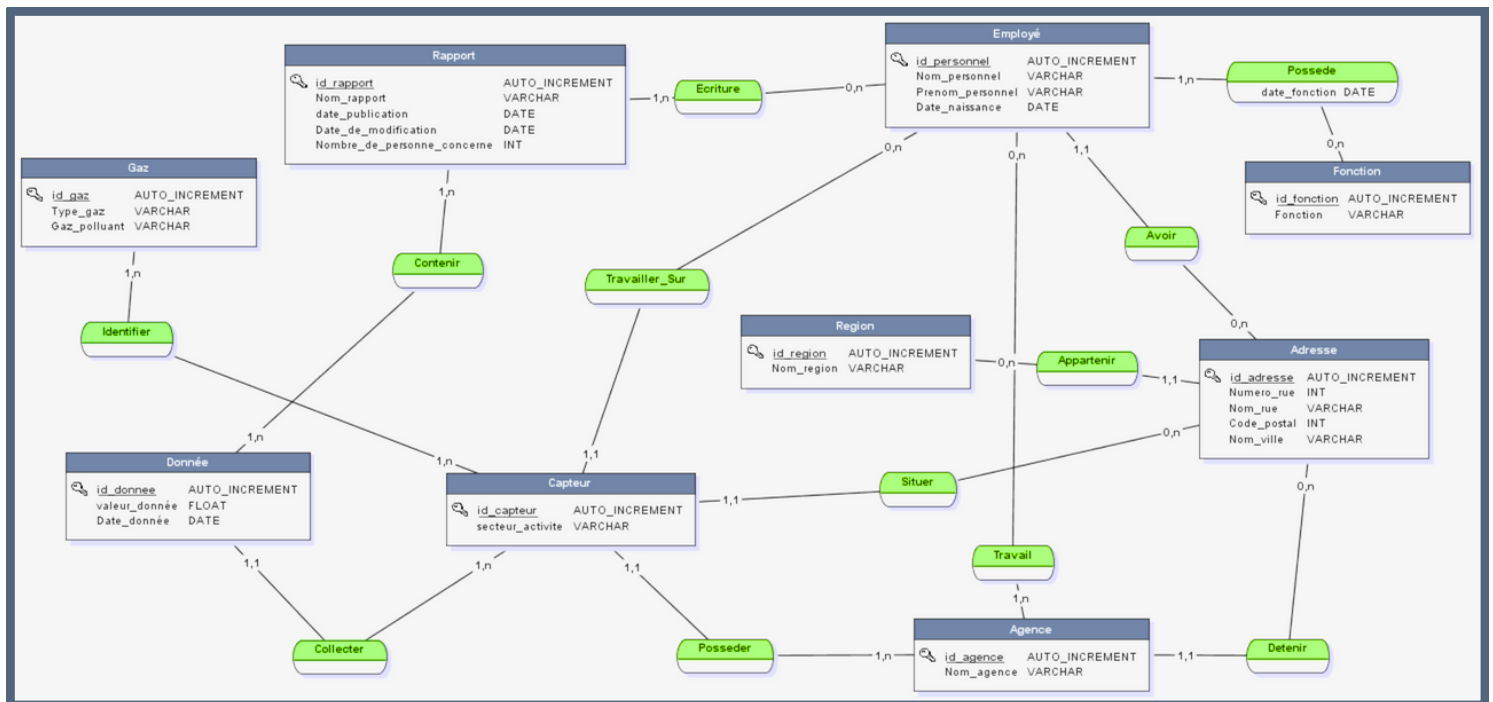 Employé
id_personnel AUTO_INCREMENT
Nom_personnel VARCHAR
Prenom_personnel VARCHAR
Date_naissance DATE
Rapport
id_rapport AUTO_INCREMENT
Nom_rapport VARCHAR
date_publication DATE
Date_de_modification DATE
Nombre_de_personne_concerne INT
1,n
Ecriture
0,n
1,n
Possede
date_fonction DATE
0,n
Fonction
id_fonction AUTO_INCREMENT
Fonction VARCHAR
Gaz
id_gaz AUTO_INCREMENT
Type_gaz VARCHAR
Gaz_polluant VARCHAR
1,n
Identifier
1,n
1,n
Contenir
1,n
0,n
Travailler_Sur
1,1
0,n
1,1
Avoir
0,n
Region
id_region AUTO_INCREMENT
Nom_region VARCHAR
0,n
Appartenir
1,1
Adresse
id_adresse AUTO_INCREMENT
Numero_rue INT
Nom_rue VARCHAR
Code_postal INT
Nom_ville VARCHAR
Donnée
id_donnee AUTO_INCREMENT
valeur_donnée FLOAT
Date_donnée DATE
Capteur
id_capteur AUTO_INCREMENT
secteur_activite VARCHAR
1,1
Situer
0,n
0,n
1,1
Collecter
1,n
1,1
Posseder
1,n
Travail
1,n
Agence
id_agence AUTO_INCREMENT
Nom_agence VARCHAR
1,1
Detenir